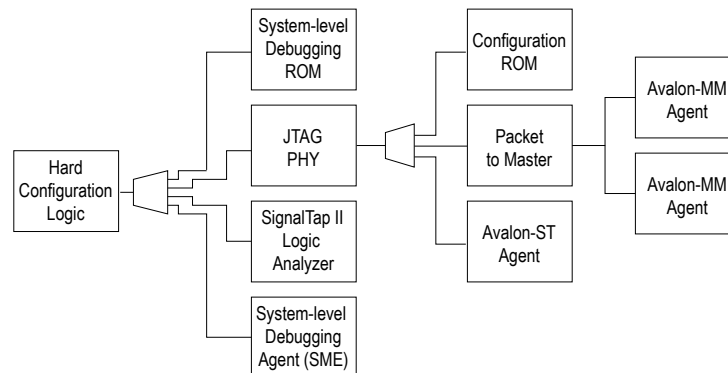 Hard
Configuration
Logic
System-level
Debugging
ROM
JTAG
PHY
SignalTap II
Logic
Analyzer
System-level
Debugging
Agent (SME)
Configuration
ROM
Packet
to Master
Avalon-ST
Agent
Avalon-MM
Agent
Avalon-MM
Agent